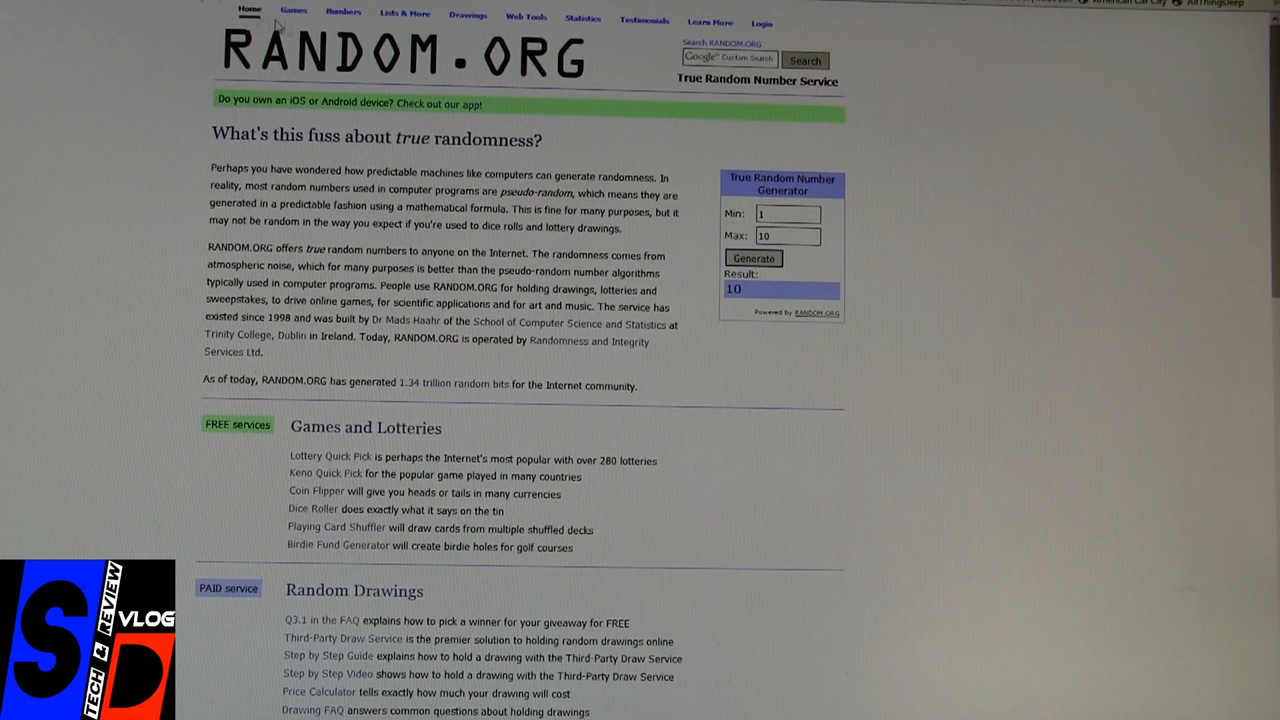 American Car City AllThingsJeep
Home Games Numbers Lists & More Drawings Web Tools Statistics Testimonials Learn More Login
RANDOM.ORG
Search RANDOM.ORG
Google™ Custom Search Search
True Random Number Service
Do you own an iOS or Android device? Check out our app!
What's this fuss about true randomness?
Perhaps you have wondered how predictable machines like computers can generate randomness. In
reality, most random numbers used in computer programs are pseudo-random, which means they are
generated in a predictable fashion using a mathematical formula. This is fine for many purposes, but it
may not be random in the way you expect if you're used to dice rolls and lottery drawings.
RANDOM.ORG offers true random numbers to anyone on the Internet. The randomness comes from
atmospheric noise, which for many purposes is better than the pseudo-random number algorithms
typically used in computer programs. People use RANDOM.ORG for holding drawings, lotteries and
sweepstakes, to drive online games, for scientific applications and for art and music. The service has
existed since 1998 and was built by Dr Mads Haahr of the School of Computer Science and Statistics at
Trinity College, Dublin in Ireland. Today, RANDOM.ORG is operated by Randomness and Integrity
Services Ltd.
As of today, RANDOM.ORG has generated 1.34 trillion random bits for the Internet community.
True Random Number
Generator
Min: 1
Max: 10
Generate
Result:
10
Powered by RANDOM.ORG
FREE services
Games and Lotteries
Lottery Quick Pick is perhaps the Internet's most popular with over 280 lotteries
Keno Quick Pick for the popular game played in many countries
Coin Flipper will give you heads or tails in many currencies
Dice Roller does exactly what it says on the tin
Playing Card Shuffler will draw cards from multiple shuffled decks
Birdie Fund Generator will create birdie holes for golf courses
PAID service
Random Drawings
Q3.1 in the FAQ explains how to pick a winner for your giveaway for FREE
Third-Party Draw Service is the premier solution to holding random drawings online
Step by Step Guide explains how to hold a drawing with the Third-Party Draw Service
Step by Step Video shows how to hold a drawing with the Third-Party Draw Service
Price Calculator tells exactly how much your drawing will cost
Drawing FAQ answers common questions about holding drawings
SD
TECH & REVIEW
VLOG